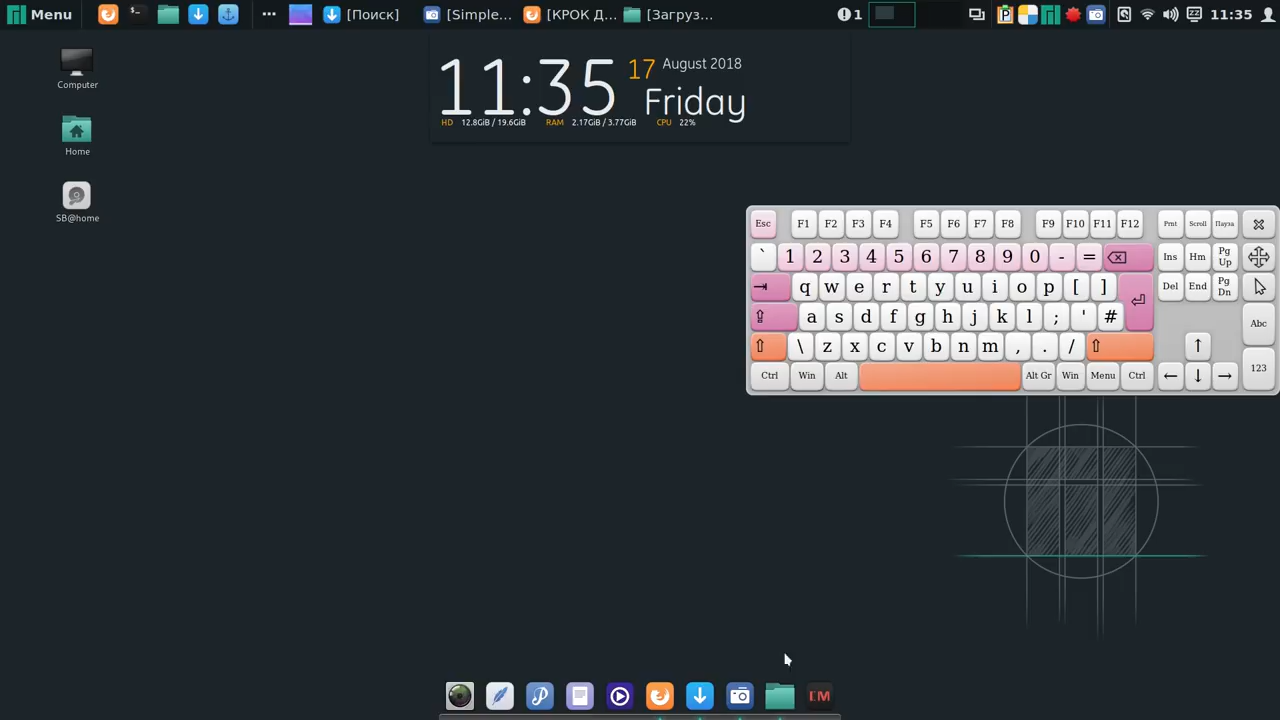 Menu ••• [Поиск] [Simple... [КРОК Д... [Загруз... 1 11:35
Computer
Home
SB@home
11:35 17 August 2018
Friday
HD 12.8GiB / 19.6GiB RAM 2.17GiB / 3.77GiB CPU 22%
Esc F1 F2 F3 F4 F5 F6 F7 F8 F9 F10 F11 F12 Prnt Scroll Пауза
` 1 2 3 4 5 6 7 8 9 0 - = Ins Hm Pg Up
q w e r t y u i o p [ ] Del End Pg Dn
a s d f g h j k l ; ' # Abc
⇧ \ z x c v b n m , . / ⇧ ↑
Ctrl Win Alt Alt Gr Win Menu Ctrl ← ↓ → 123
CM